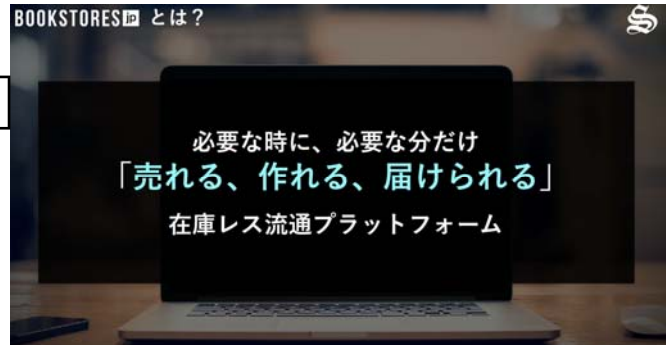 BOOKSTORES.jp とは？
S
必要な時に、必要な分だけ
「売れる、作れる、届けられる」
在庫レス流通プラットフォーム